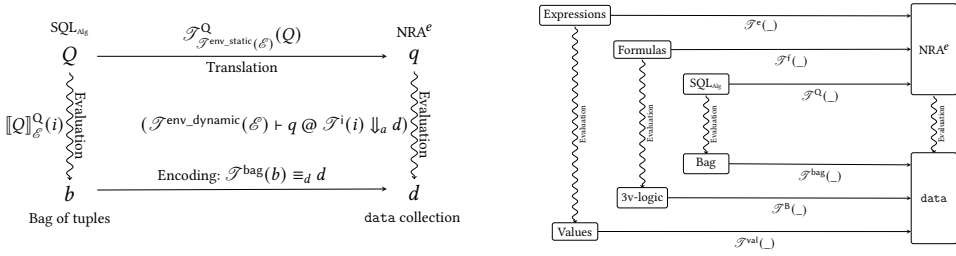 SQL_Alg
NRA^e
Q
𝒯^Q_{𝒯^env_static(ℰ)}(Q)
q
Translation
⟦Q⟧^Q_ℰ(i)
Evaluation
(𝒯^env_dynamic(ℰ) ⊢ q @ 𝒯^i(i) ⇓_a d)
Evaluation
Encoding: 𝒯^bag(b) ≡_d d
b
d
Bag of tuples
data collection
Expressions
𝒯^e(_)
Formulas
𝒯^f(_)
NRA^e
SQL_Alg
𝒯^Q(_)
Evaluation
Evaluation
Evaluation
Evaluation
Bag
𝒯^bag(_)
3v-logic
𝒯^B(_)
data
Values
𝒯^val(_)